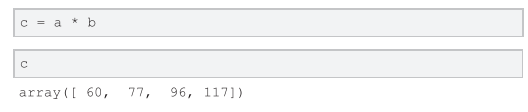 c = a * b
c
array([ 60,  77,  96, 117])